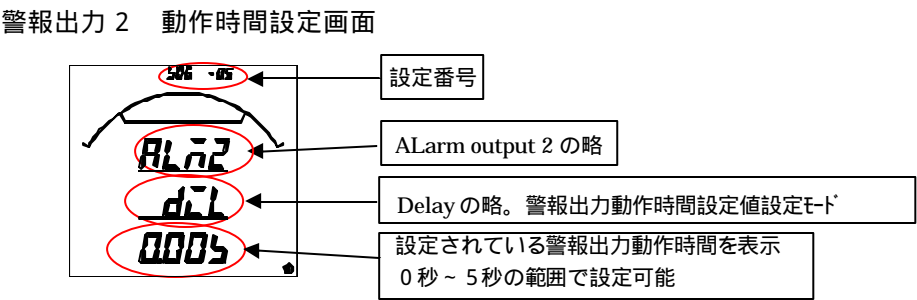 警報出力２　動作時間設定画面
506 -05
設定番号
ALm2
ALarm output 2 の略
dEL
Delay の略。警報出力動作時間設定値設定ﾓｰﾄﾞ
0.00s
設定されている警報出力動作時間を表示
０秒～５秒の範囲で設定可能